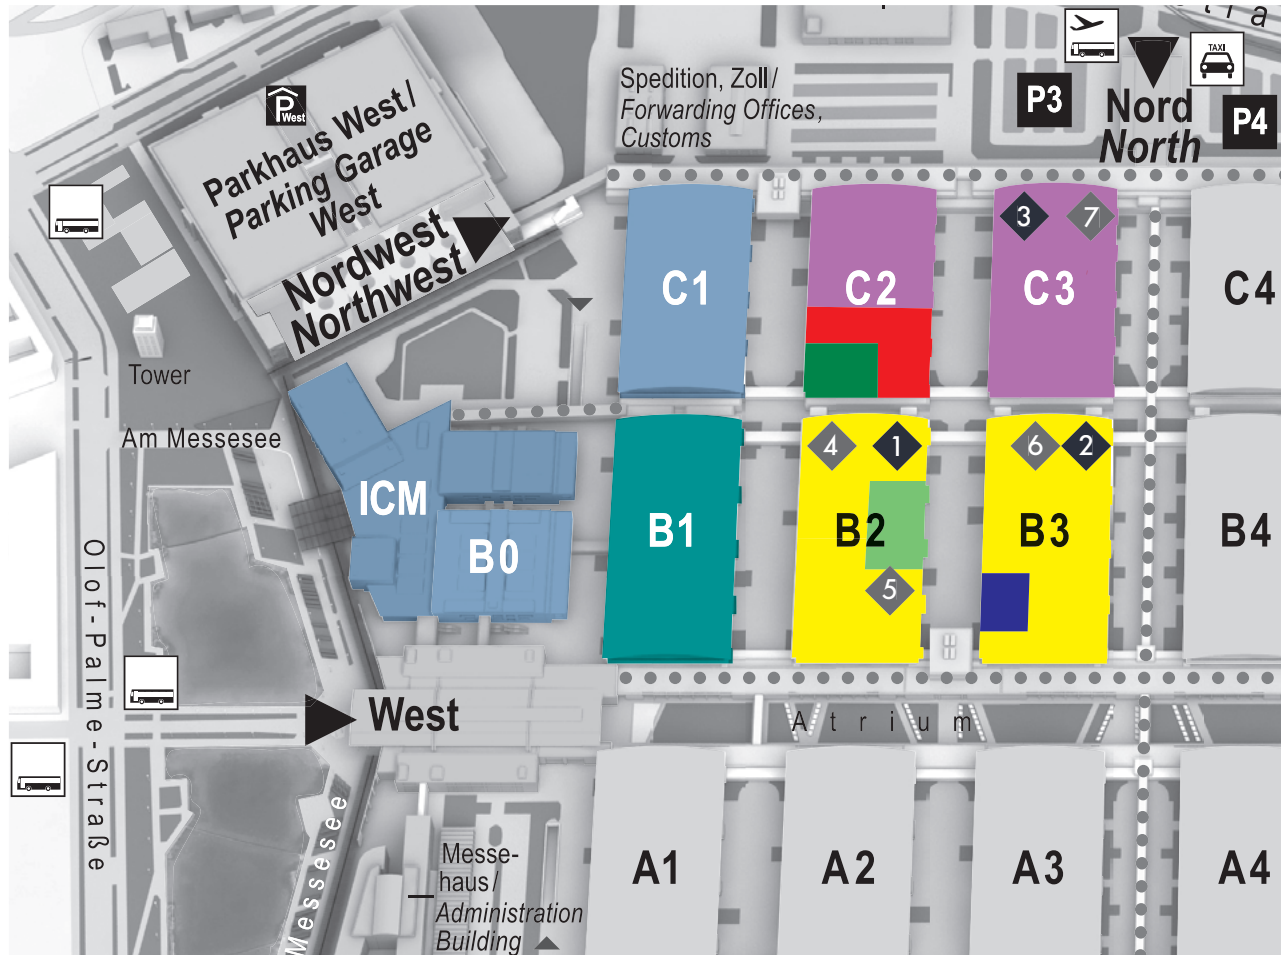 Stra
TAXI
P3
Nord
North
P4
Spedition, Zoll /
Forwarding Offices,
Customs
P
West
Parkhaus West /
Parking Garage
West
Nordwest
Northwest
3
7
C1
C2
C3
C4
Tower
Am Messesee
4
1
6
2
ICM
B0
B1
B2
B3
B4
5
Olof-Palme-Straße
West
Atrium
Messesee
A1
A2
A3
A4
Messe-
haus /
Administration
Building